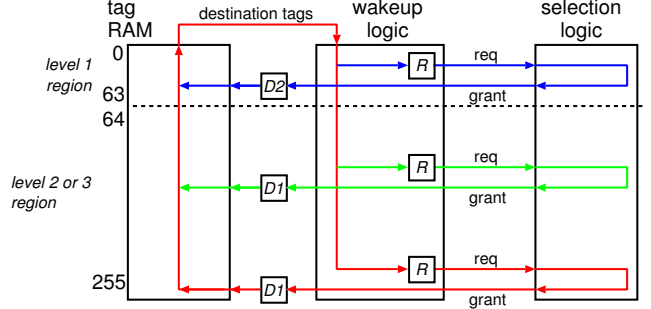 tag
RAM
destination tags
wakeup
logic
selection
logic
0
level 1
region
R
req
D2
grant
63
64
R
req
level 2 or 3
region
D1
grant
R
req
255
D1
grant